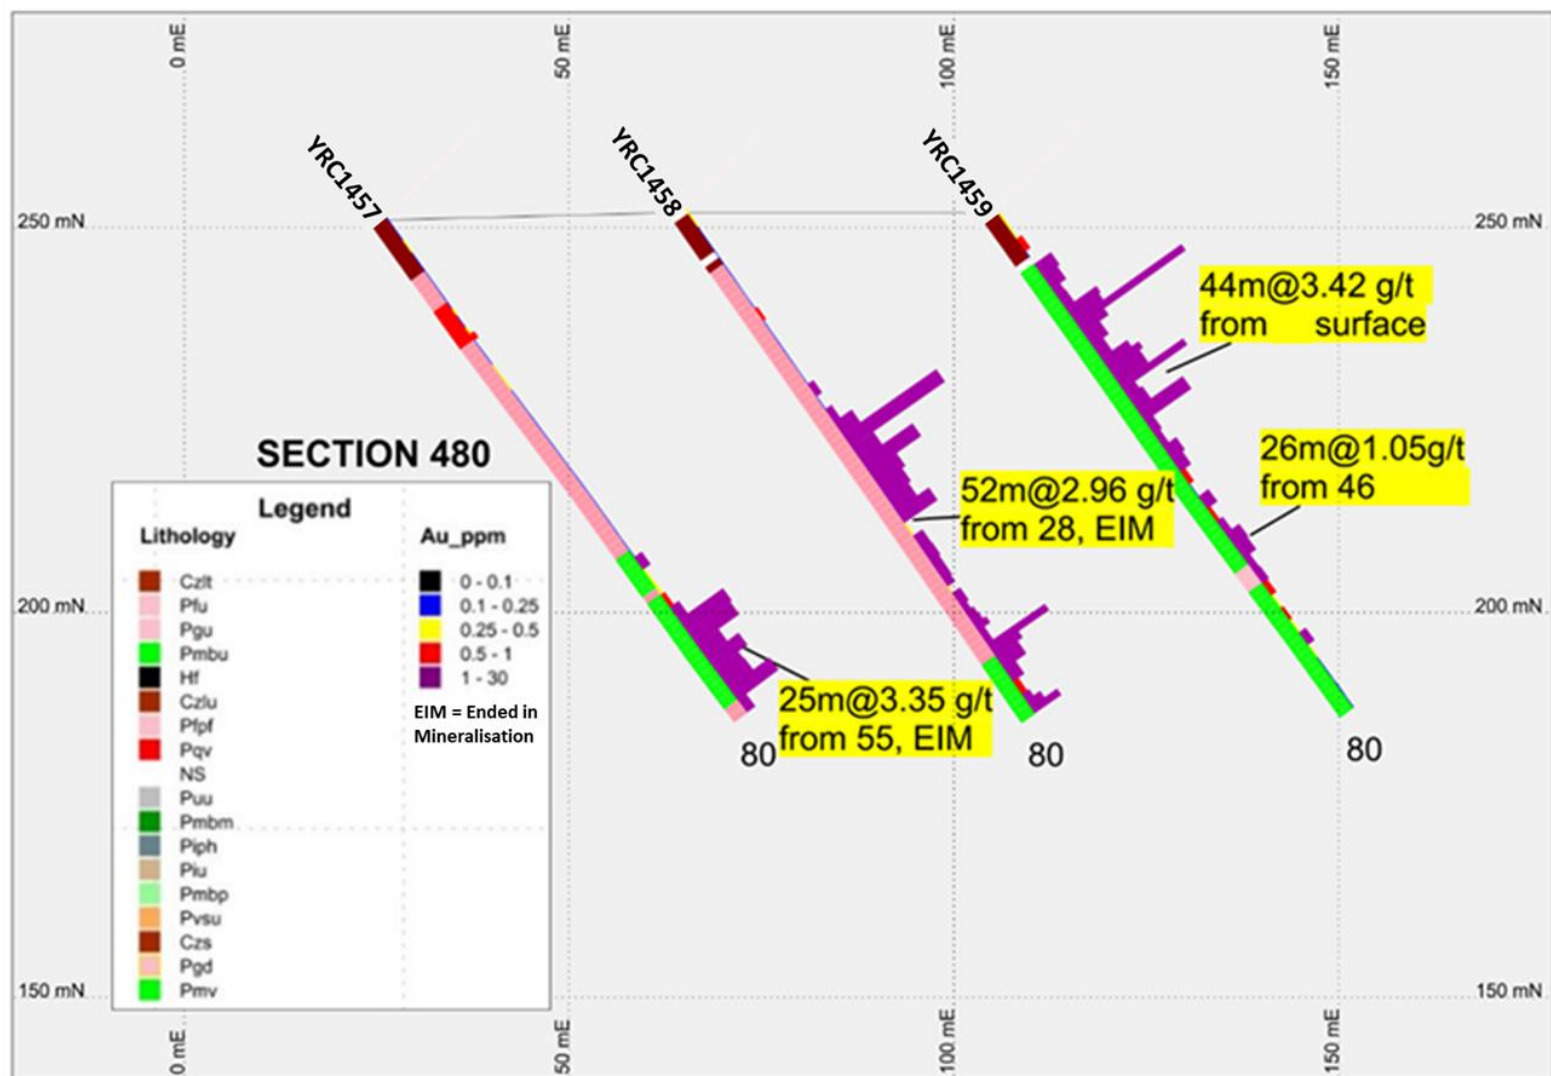 0 mE
50 mE
100 mE
150 mE
YRC1457
YRC1458
YRC1459
250 mN
250 mN
44m@3.42 g/t
from surface
26m@1.05g/t
from 46
SECTION 480
52m@2.96 g/t
from 28, EIM
Legend
Lithology
Au_ppm
Czlt
Pfu
Pgu
Pmbu
Hf
Czlu
Pfpf
Pqv
NS
Puu
Pmbm
Piph
Piu
Pmbp
Pvsu
Czs
Pgd
Pmv
0 - 0.1
0.1 - 0.25
0.25 - 0.5
0.5 - 1
1 - 30
EIM = Ended in
Mineralisation
200 mN
200 mN
25m@3.35 g/t
from 55, EIM
80
80
80
150 mN
150 mN
0 mE
50 mE
100 mE
150 mE